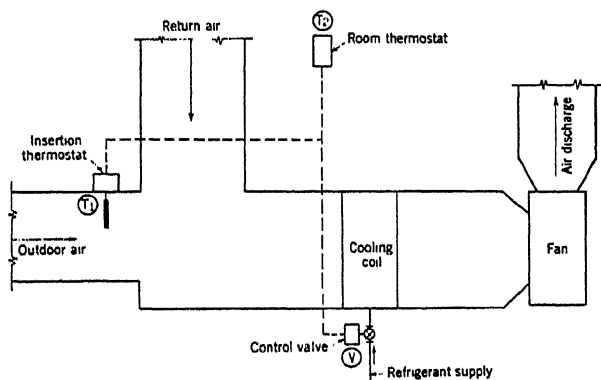 T2
Return air
Room thermostat
Insertion
thermostat
T1
Air discharge
Outdoor air
Cooling
coil
Fan
Control valve
V
Refrigerant supply